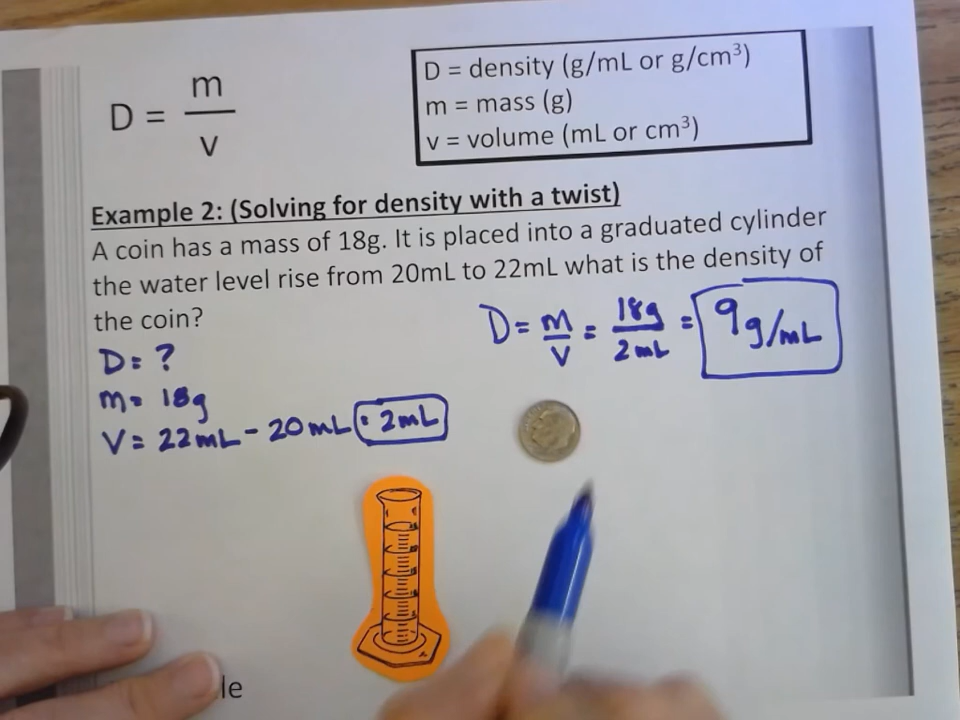 D = m/v
D = density (g/mL or g/cm³)
m = mass (g)
v = volume (mL or cm³)
Example 2: (Solving for density with a twist)
A coin has a mass of 18g. It is placed into a graduated cylinder
the water level rise from 20mL to 22mL what is the density of
the coin?
D = m/V = 18g/2mL = 9g/mL
D = ?
m = 18g
V = 22mL - 20mL = 2mL
le